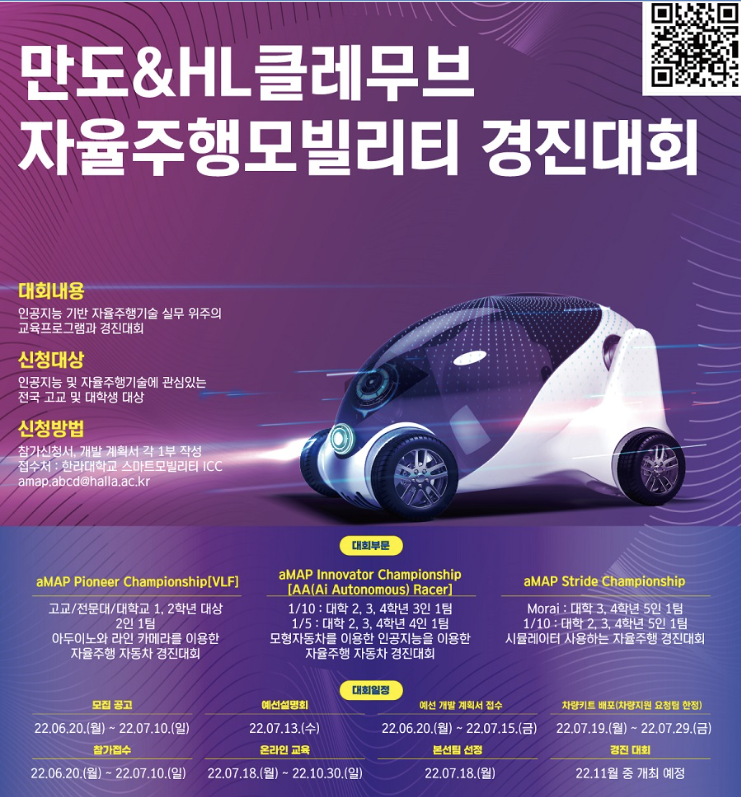 만도&HL클레무브
자율주행모빌리티 경진대회
대회내용
인공지능 기반 자율주행기술 실무 위주의
교육프로그램과 경진대회
신청대상
인공지능 및 자율주행기술에 관심있는
전국 고교 및 대학생 대상
신청방법
참가신청서, 개발 계획서 각 1부 작성
접수처 : 한라대학교 스마트모빌리티 ICC
amap.abcd@halla.ac.kr
대회부문
aMAP Pioneer Championship[VLF]
고교/전문대/대학교 1, 2학년 대상
2인 1팀
아두이노와 라인 카메라를 이용한
자율주행 자동차 경진대회
aMAP Innovator Championship
[AA(Ai Autonomous) Racer]
1/10 : 대학 2, 3, 4학년 3인 1팀
1/5 : 대학 2, 3, 4학년 4인 1팀
모형자동차를 이용한 인공지능을 이용한
자율주행 자동차 경진대회
aMAP Stride Championship
Morai : 대학 3, 4학년 5인 1팀
1/10 : 대학 2, 3, 4학년 5인 1팀
시뮬레이터 사용하는 자율주행 경진대회
대회일정
모집 공고
22.06.20.(월) ~ 22.07.10.(일)
예선설명회
22.07.13.(수)
예선 개발 계획서 접수
22.06.20.(월) ~ 22.07.15.(금)
차량키트 배포(차량지원 요청팀 한정)
22.07.19.(월) ~ 22.07.29.(금)
참가접수
22.06.20.(월) ~ 22.07.10.(일)
온라인 교육
22.07.18.(월) ~ 22.10.30.(일)
본선팀 선정
22.07.18.(월)
경진 대회
22.11월 중 개최 예정